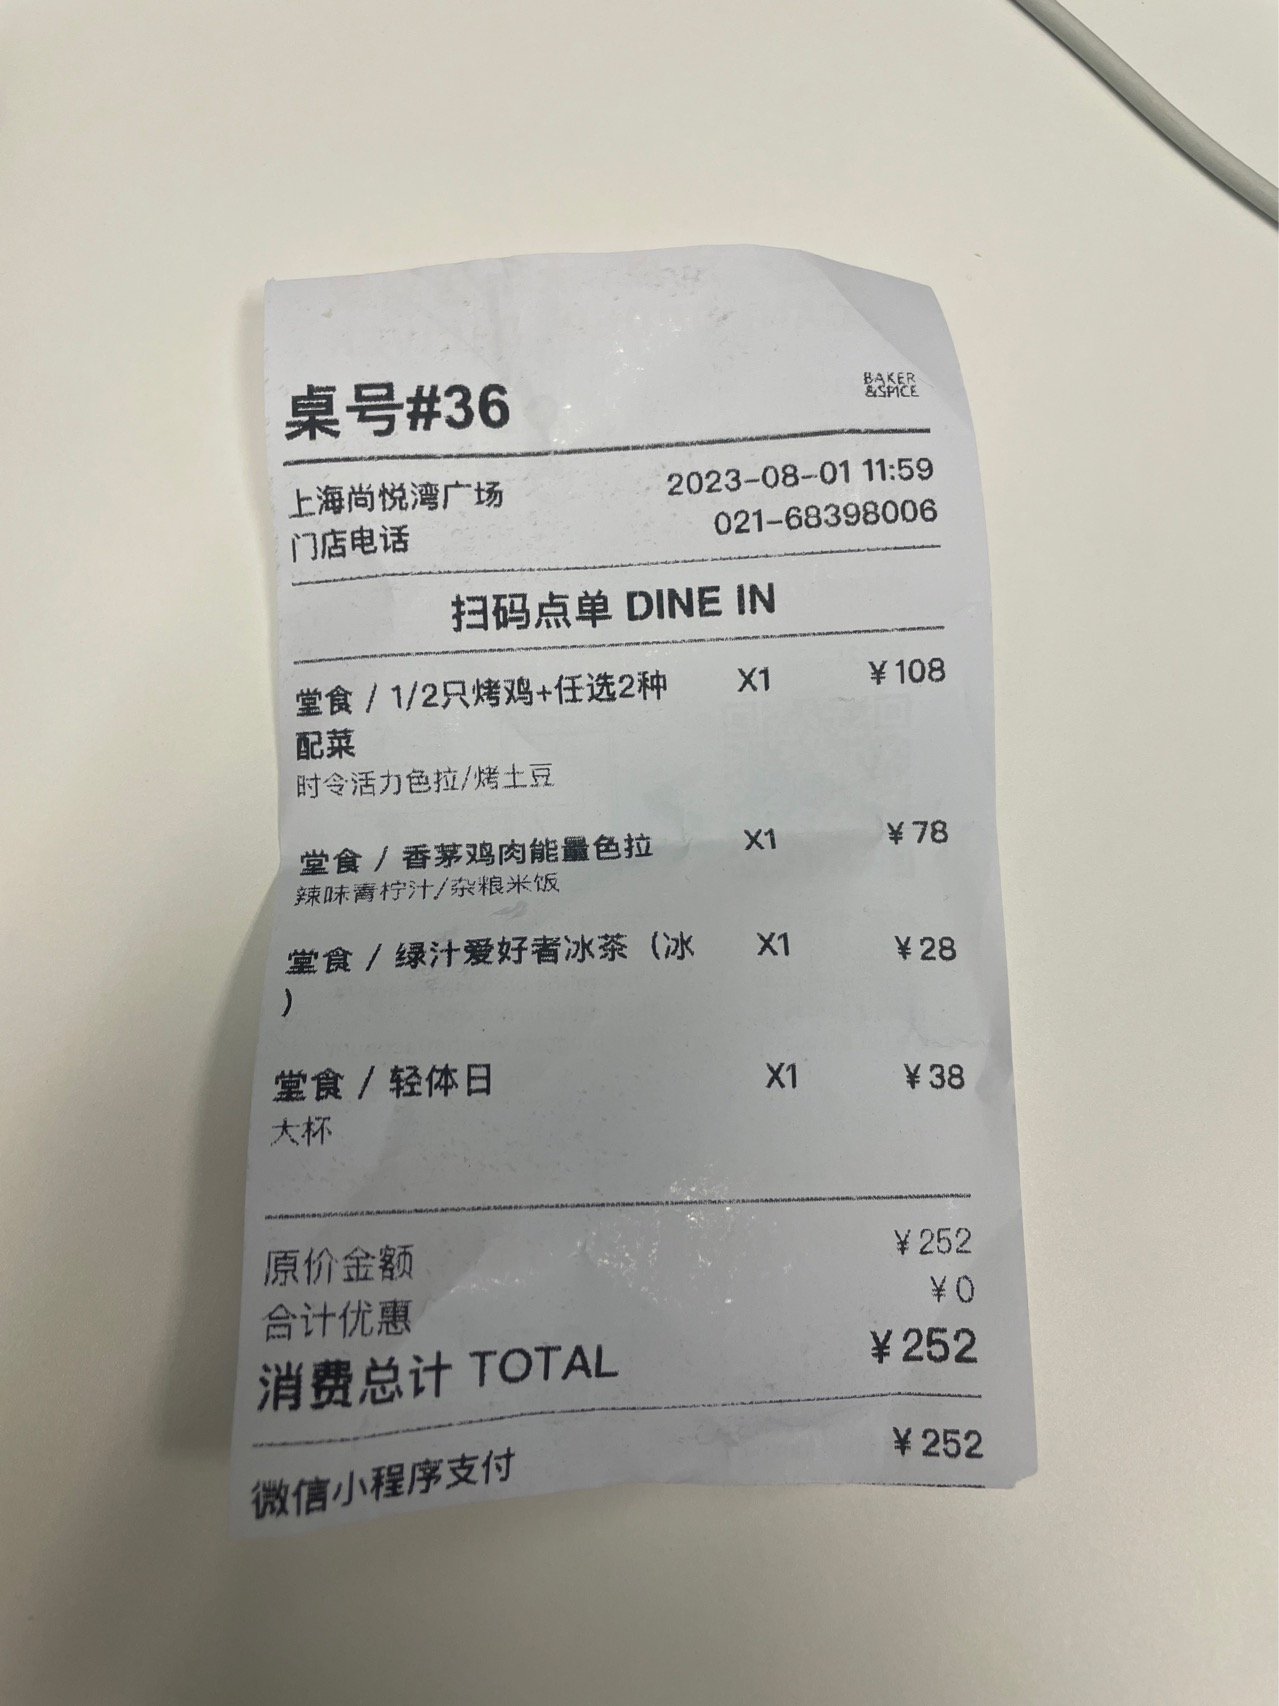 桌号#36
BAKER
&SPICE
上海尚悦湾广场 2023-08-01 11:59
门店电话 021-68398006
扫码点单 DINE IN
堂食 / 1/2只烤鸡+任选2种 X1 ¥108
配菜
时令活力色拉/烤土豆
堂食 / 香茅鸡肉能量色拉 X1 ¥78
辣味青柠汁/杂粮米饭
堂食 / 绿汁爱好者冰茶（冰 X1 ¥28
）
堂食 / 轻体日 X1 ¥38
大杯
原价金额 ¥252
合计优惠 ¥0
消费总计 TOTAL ¥252
微信小程序支付 ¥252